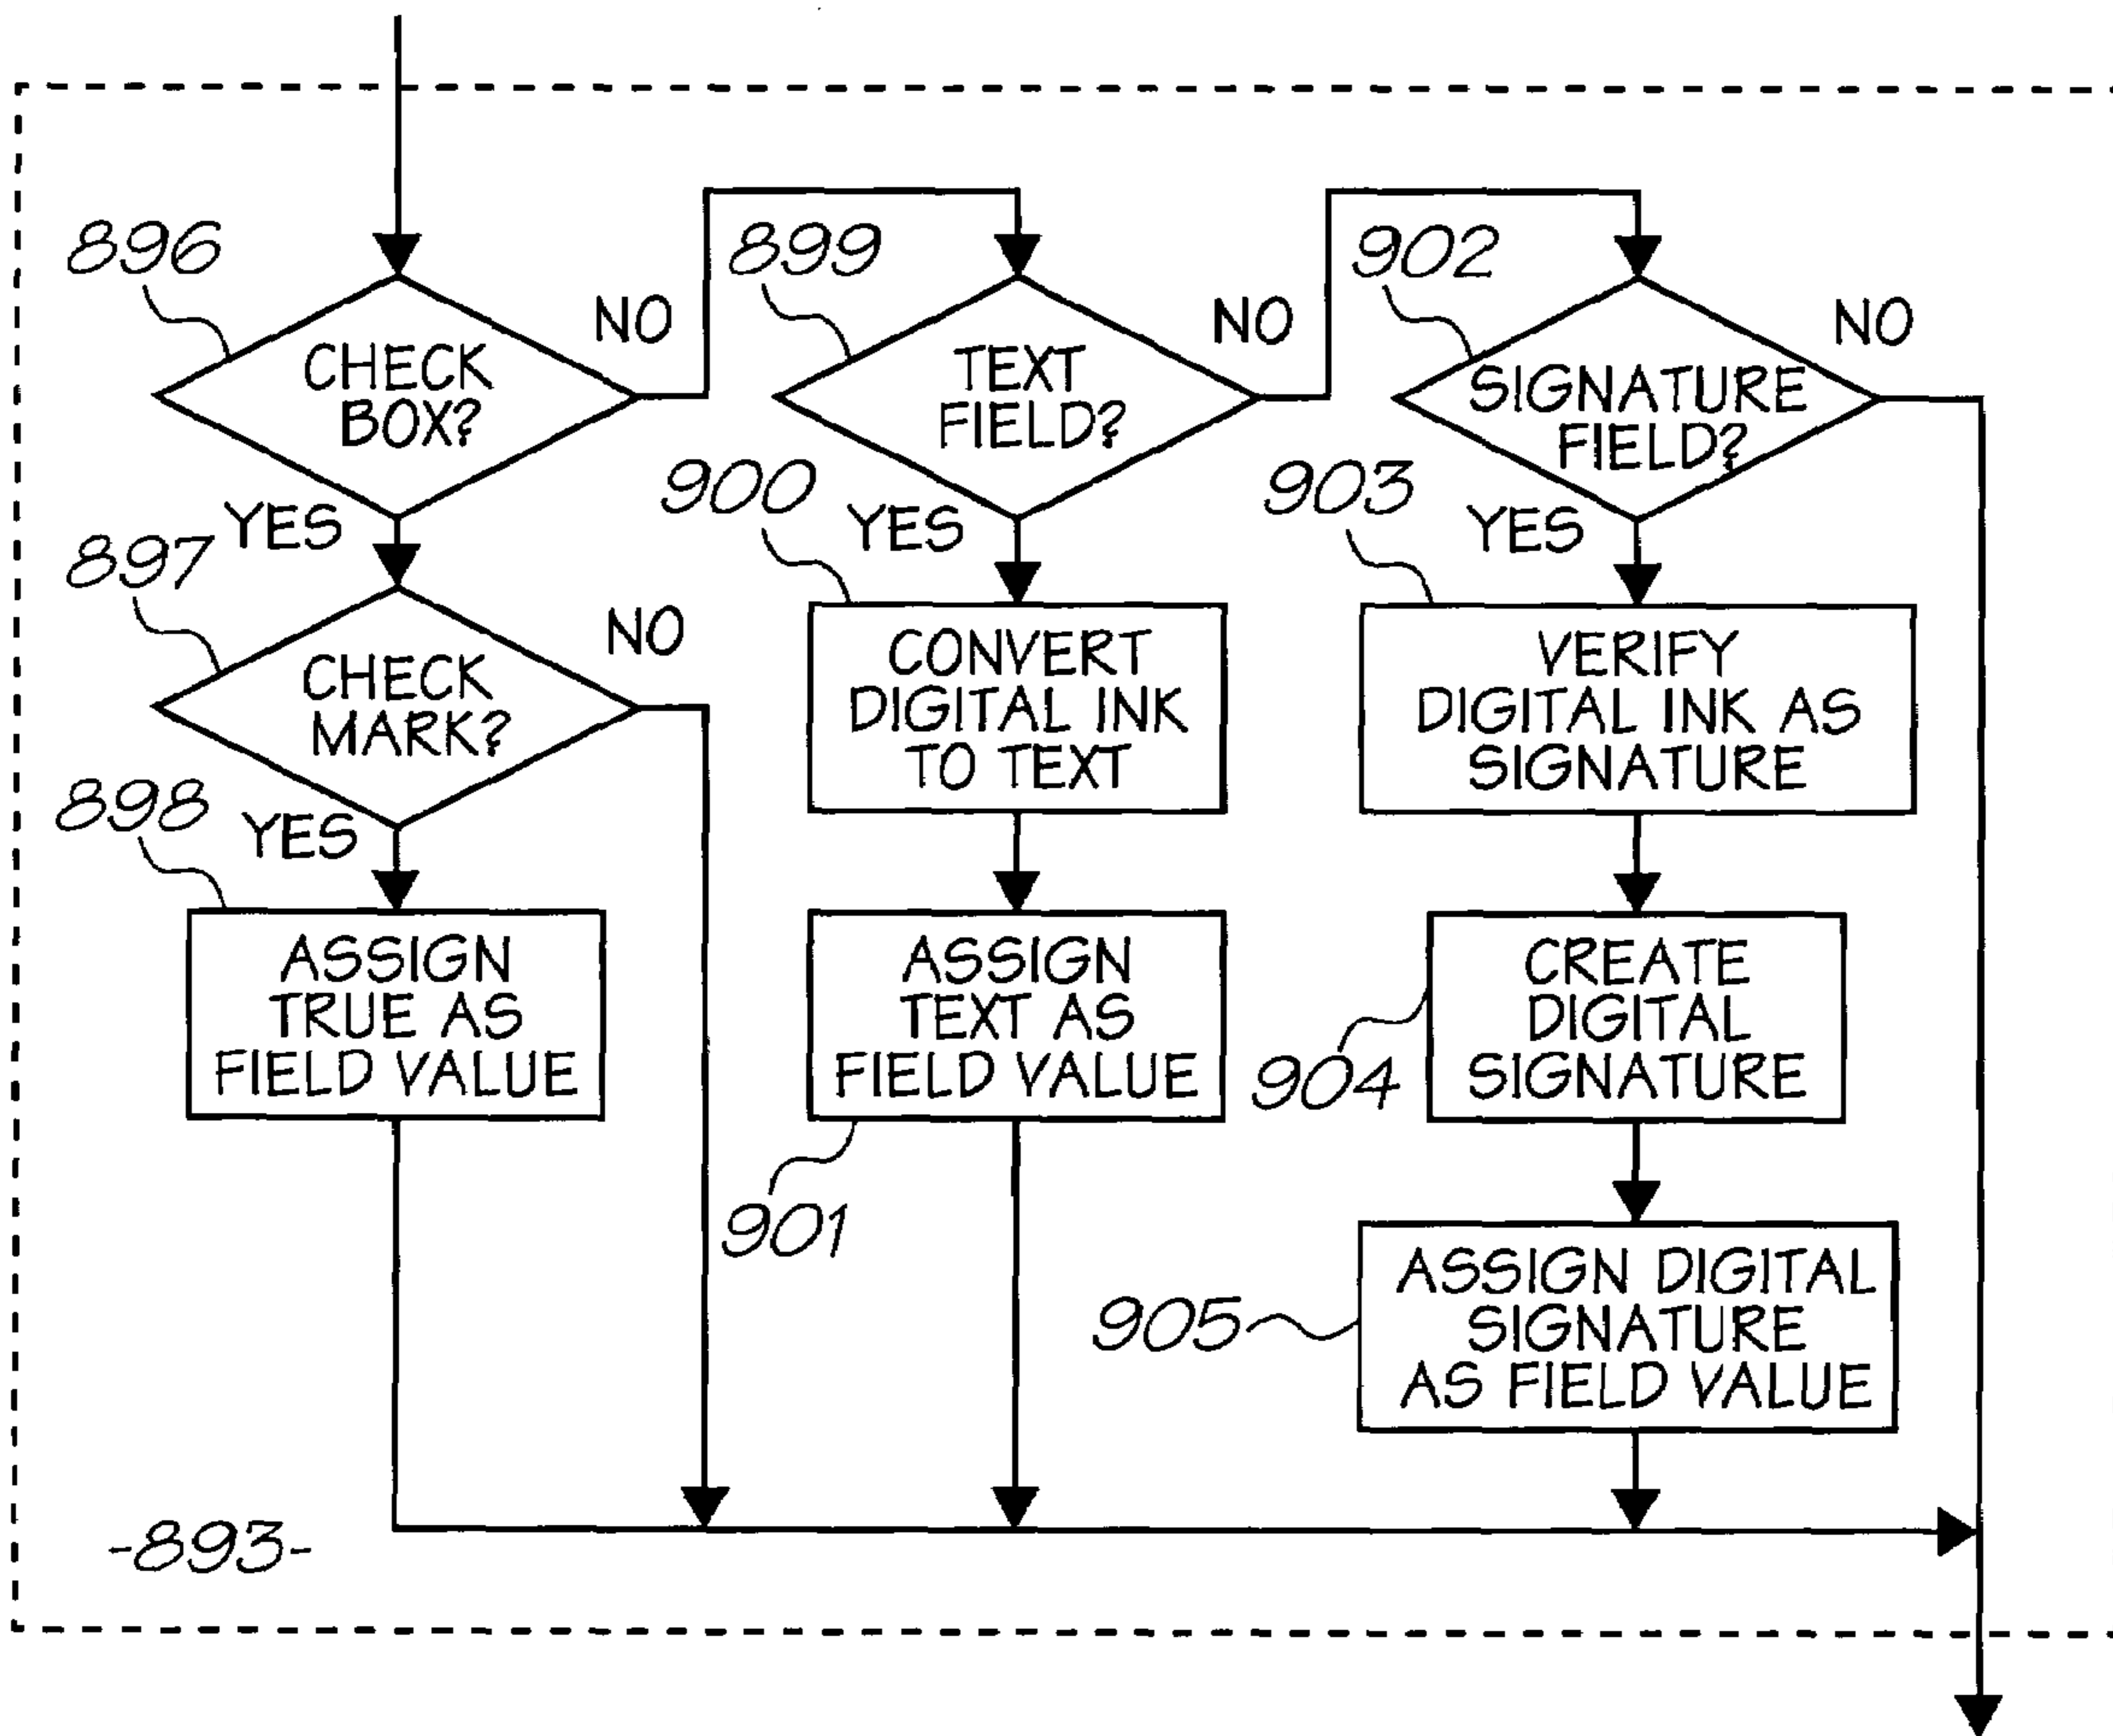 896
CHECK
BOX?
NO
YES
897
CHECK
MARK?
NO
YES
898
ASSIGN
TRUE AS
FIELD VALUE
899
TEXT
FIELD?
NO
YES
900
CONVERT
DIGITAL INK
TO TEXT
ASSIGN
TEXT AS
FIELD VALUE
901
902
SIGNATURE
FIELD?
NO
YES
903
VERIFY
DIGITAL INK AS
SIGNATURE
CREATE
DIGITAL
SIGNATURE
904
ASSIGN DIGITAL
SIGNATURE
AS FIELD VALUE
905
-893-